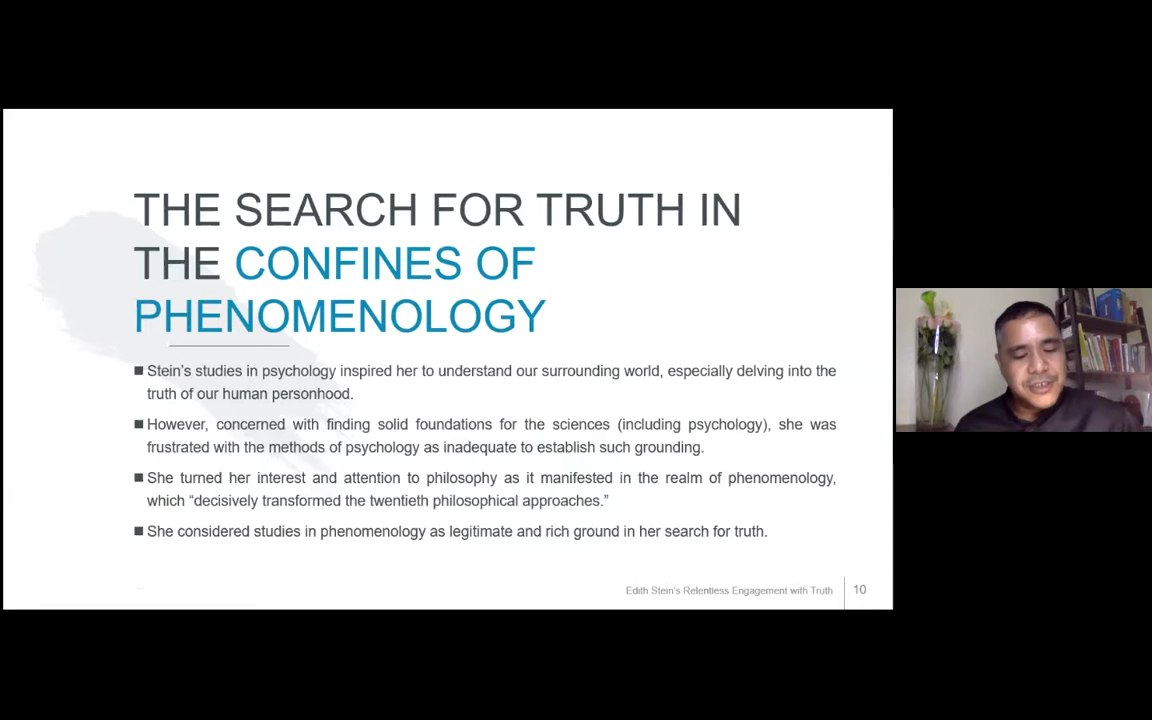 THE SEARCH FOR TRUTH IN
THE CONFINES OF
PHENOMENOLOGY
■ Stein's studies in psychology inspired her to understand our surrounding world, especially delving into the
truth of our human personhood.
■ However, concerned with finding solid foundations for the sciences (including psychology), she was
frustrated with the methods of psychology as inadequate to establish such grounding.
■ She turned her interest and attention to philosophy as it manifested in the realm of phenomenology,
which “decisively transformed the twentieth philosophical approaches.”
■ She considered studies in phenomenology as legitimate and rich ground in her search for truth.
Edith Stein's Relentless Engagement with Truth
10